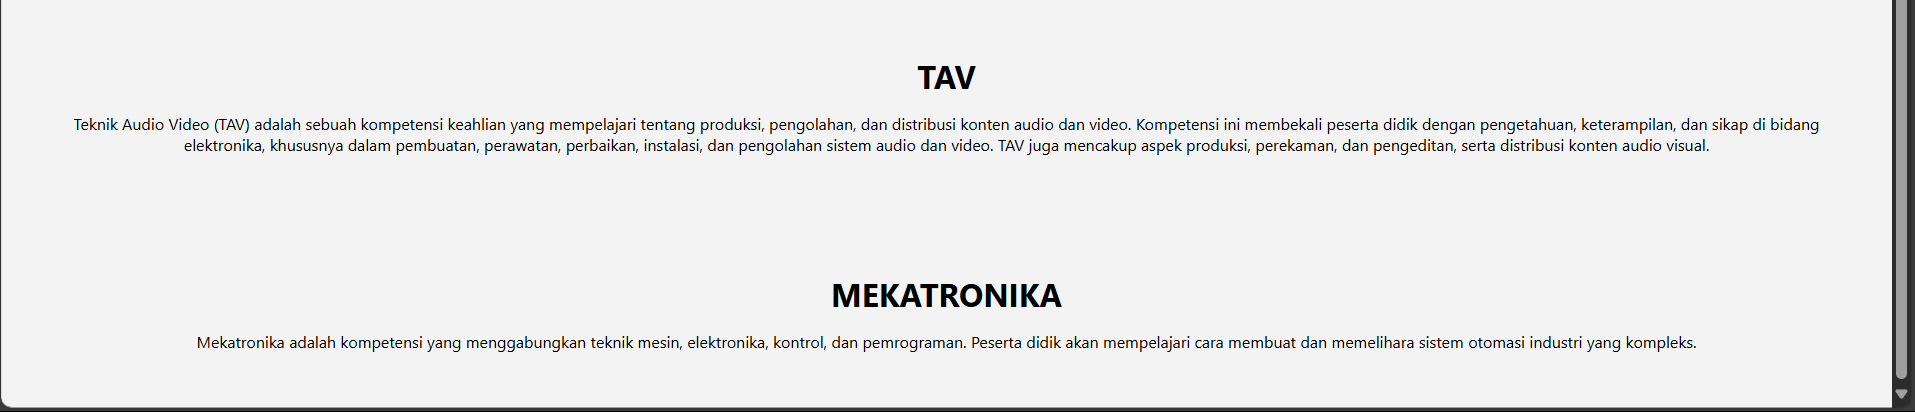 TAV
Teknik Audio Video (TAV) adalah sebuah kompetensi keahlian yang mempelajari tentang produksi, pengolahan, dan distribusi konten audio dan video. Kompetensi ini membekali peserta didik dengan pengetahuan, keterampilan, dan sikap di bidang
elektronika, khususnya dalam pembuatan, perawatan, perbaikan, instalasi, dan pengolahan sistem audio dan video. TAV juga mencakup aspek produksi, perekaman, dan pengeditan, serta distribusi konten audio visual.
MEKATRONIKA
Mekatronika adalah kompetensi yang menggabungkan teknik mesin, elektronika, kontrol, dan pemrograman. Peserta didik akan mempelajari cara membuat dan memelihara sistem otomasi industri yang kompleks.